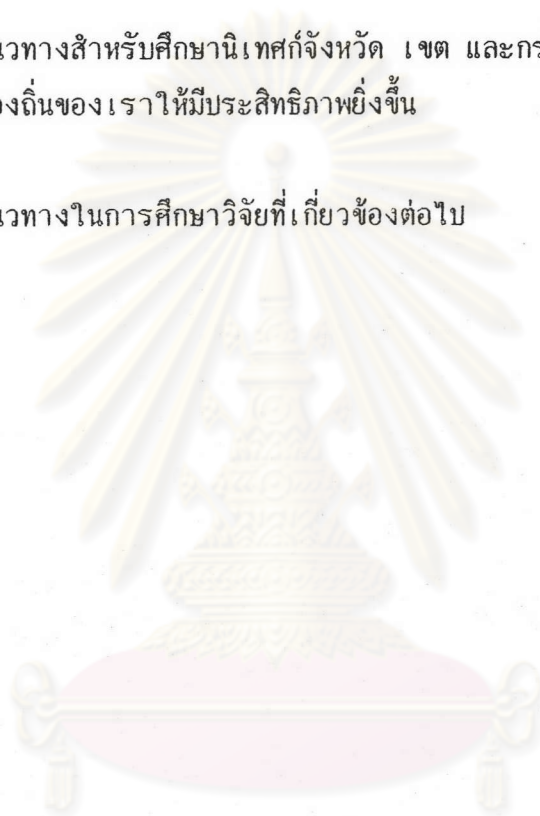 นวทางสำหรับศึกษานิเทศก์จังหวัด เขต และกร
องถิ่นของเราให้มีประสิทธิภาพยิ่งขึ้น
นวทางในการศึกษาวิจัยที่เกี่ยวข้องต่อไป